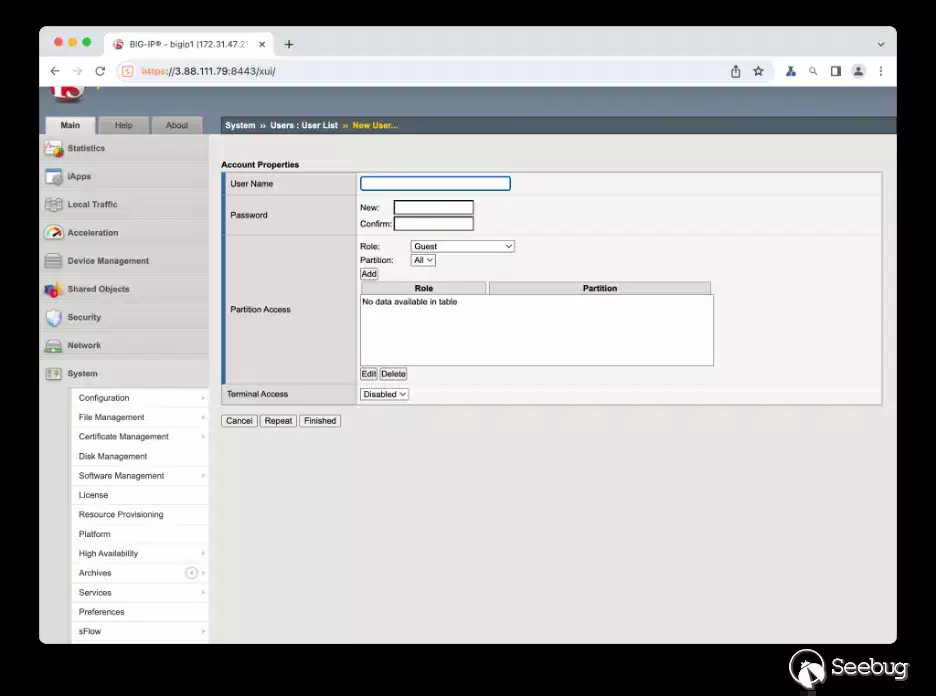 BIG-IP® - bigip1 (172.31.47.21
https://3.88.111.79:8443/xui/
Main
Help
About
System » Users : User List » New User...
Statistics
iApps
Local Traffic
Acceleration
Device Management
Shared Objects
Security
Network
System
Configuration
File Management
Certificate Management
Disk Management
Software Management
License
Resource Provisioning
Platform
High Availability
Archives
Services
Preferences
sFlow
Account Properties
User Name
Password
New:
Confirm:
Partition Access
Role: Guest
Partition: All
Add
Role Partition
No data available in table
Edit Delete
Terminal Access
Disabled
Cancel Repeat Finished
Seebug